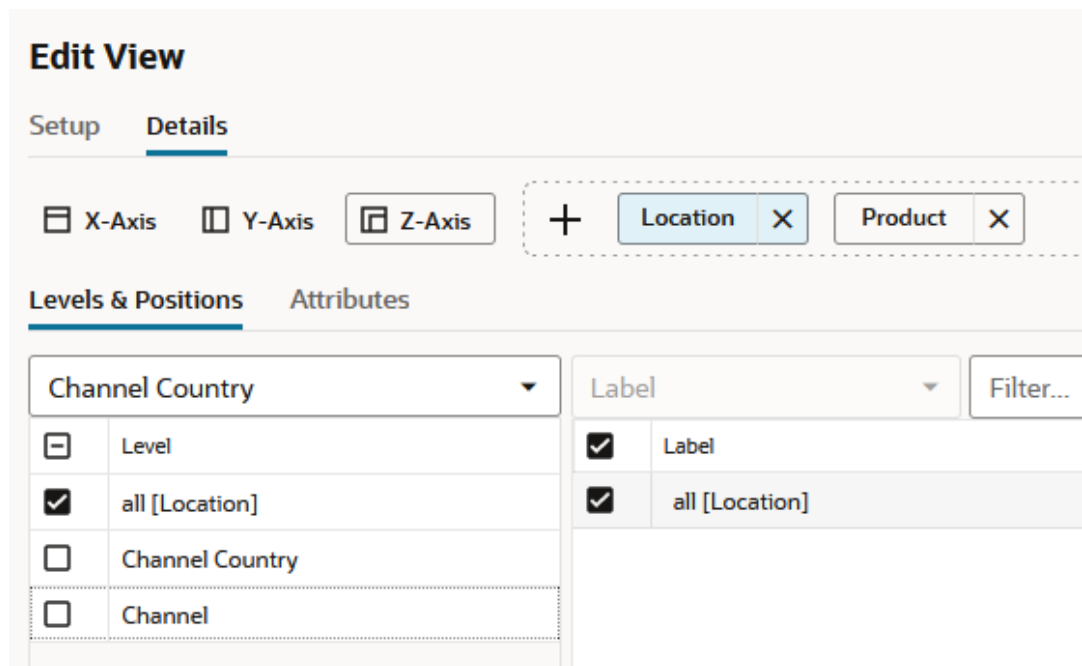 Edit View
Setup Details
X-Axis Y-Axis Z-Axis + Location × Product ×
Levels & Positions Attributes
Channel Country Label Filter...
Level Label
all [Location] all [Location]
Channel Country
Channel